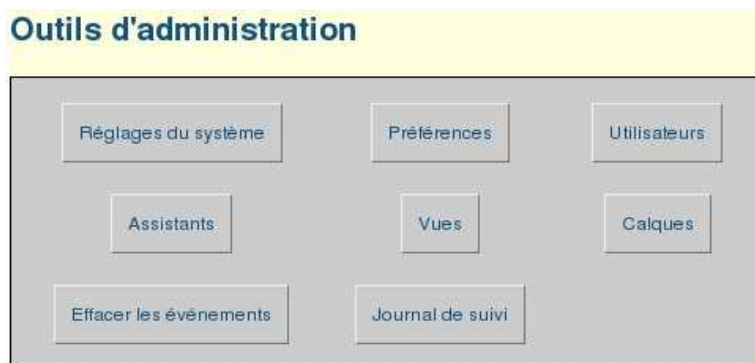 Outils d'administration
Réglages du système
Préférences
Utilisateurs
Assistants
Vues
Calques
Effacer les événements
Journal de suivi